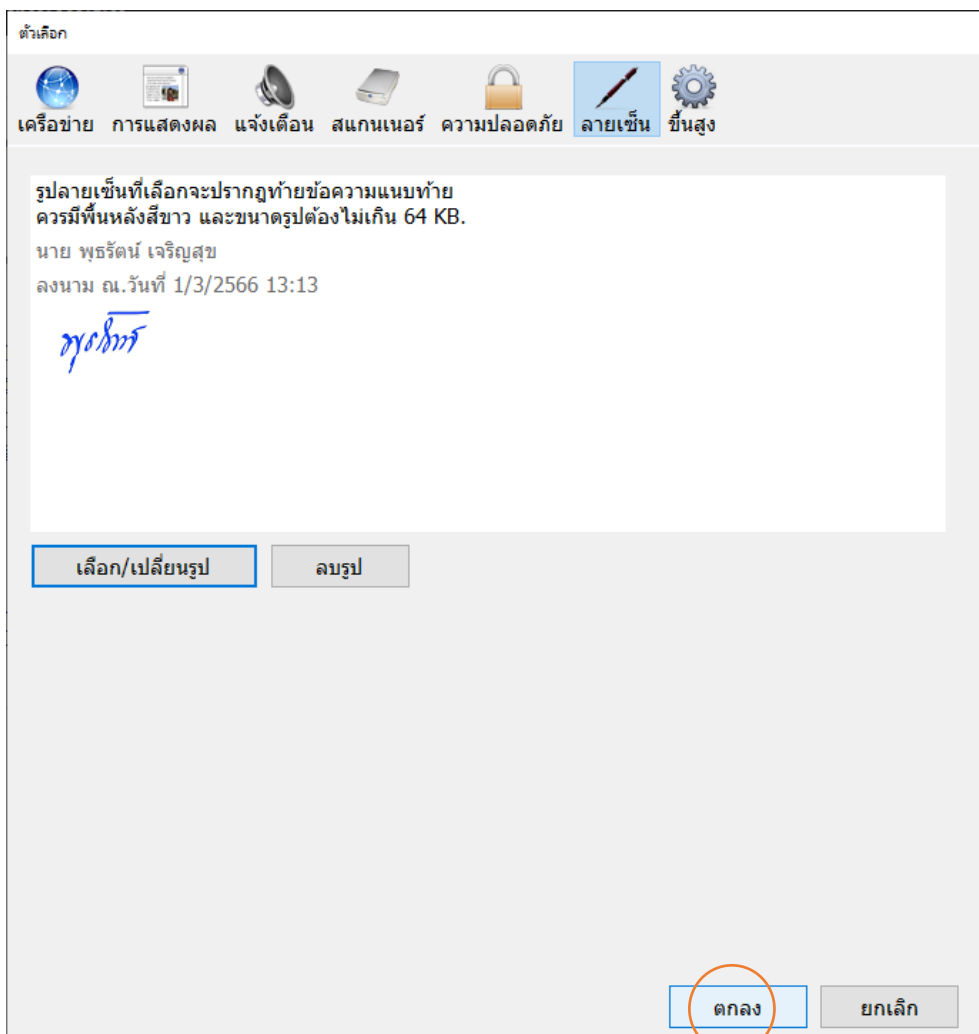 ตัวเลือก
เครือข่าย การแสดงผล แจ้งเตือน สแกนเนอร์ ความปลอดภัย ลายเซ็น ขั้นสูง
รูปลายเซ็นที่เลือกจะปรากฎท้ายข้อความแนบท้าย
ควรมีพื้นหลังสีขาว และขนาดรูปต้องไม่เกิน 64 KB.
นาย พุธรัตน์ เจริญสุข
ลงนาม ณ.วันที่ 1/3/2566 13:13
เลือก/เปลี่ยนรูป ลบรูป
ตกลง ยกเลิก